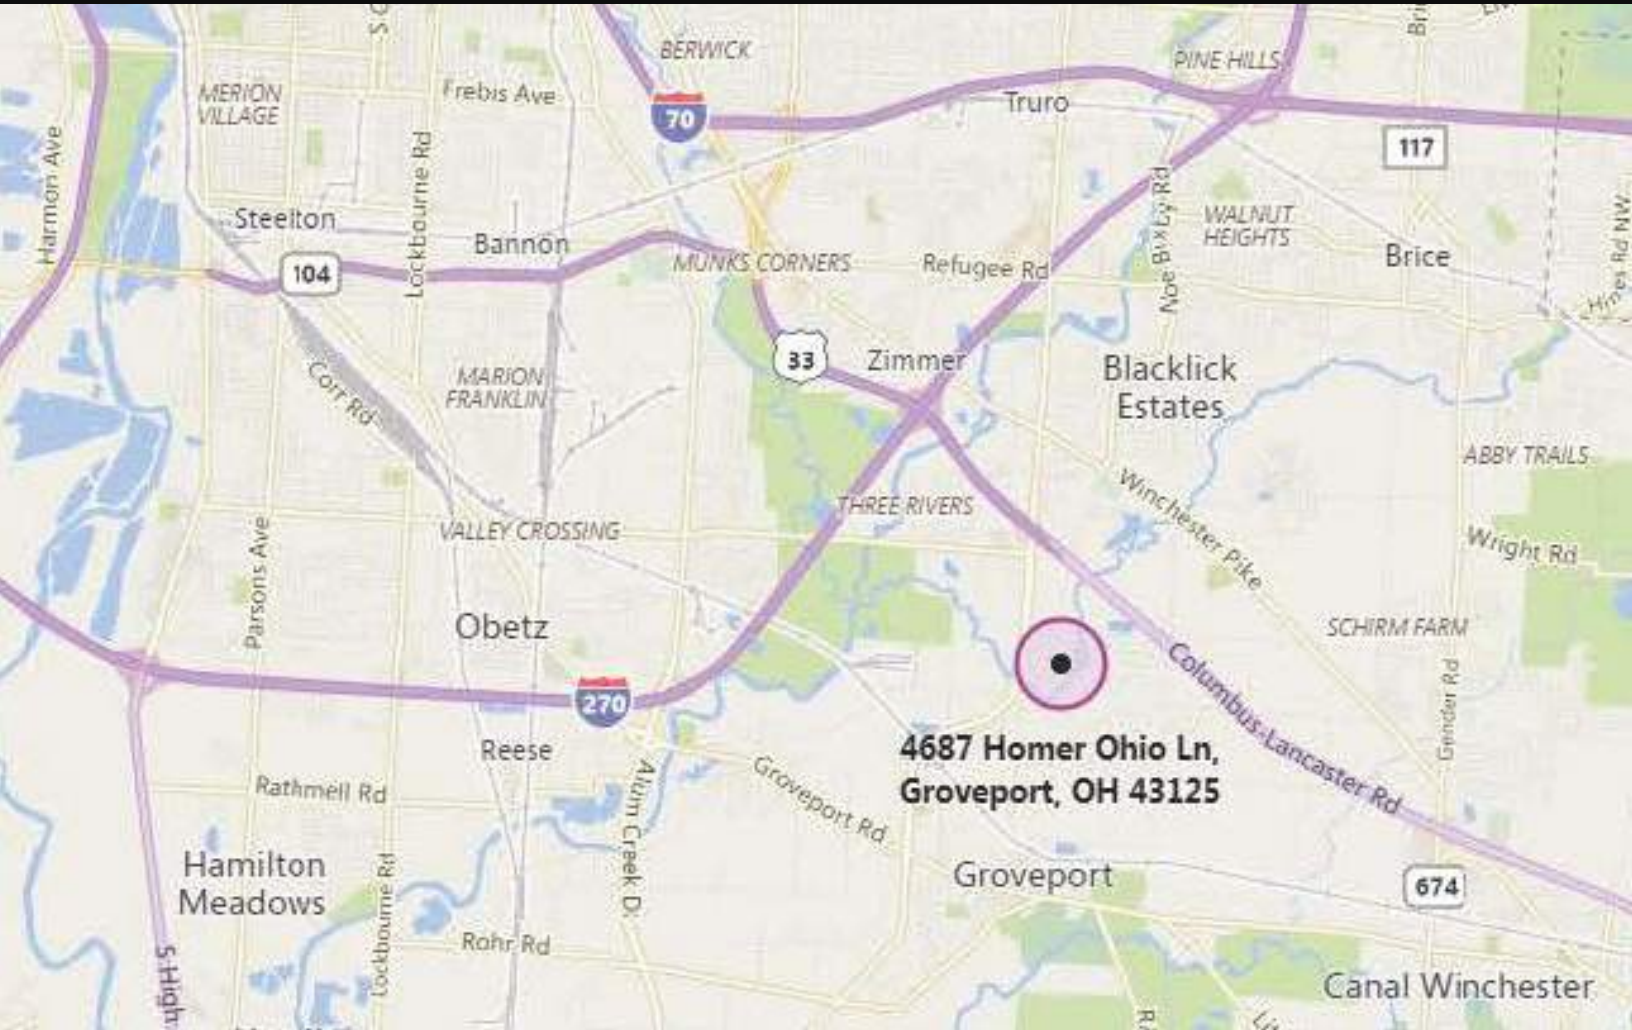 BERWICK
PINE HILLS
MERION
VILLAGE
Frebis Ave
Truro
70
117
Harmon Ave
Lockbourne Rd
Steelton
Bannon
104
MUNKS CORNERS
Refugee Rd
Noe Bixby Rd
WALNUT
HEIGHTS
Brice
Hines Rd NW
33
Zimmer
Blacklick
Estates
MARION
FRANKLIN
Corr Rd
ABBY TRAILS
THREE RIVERS
Winchester Pike
VALLEY CROSSING
Wright Rd
Parsons Ave
Obetz
SCHIRM FARM
Columbus-Lancaster Rd
Gender Rd
270
Reese
4687 Homer Ohio Ln,
Groveport, OH 43125
Rathmell Rd
Alum Creek D
Groveport Rd
Hamilton
Meadows
Lockbourne Rd
Groveport
674
Rohr Rd
S High
Canal Winchester